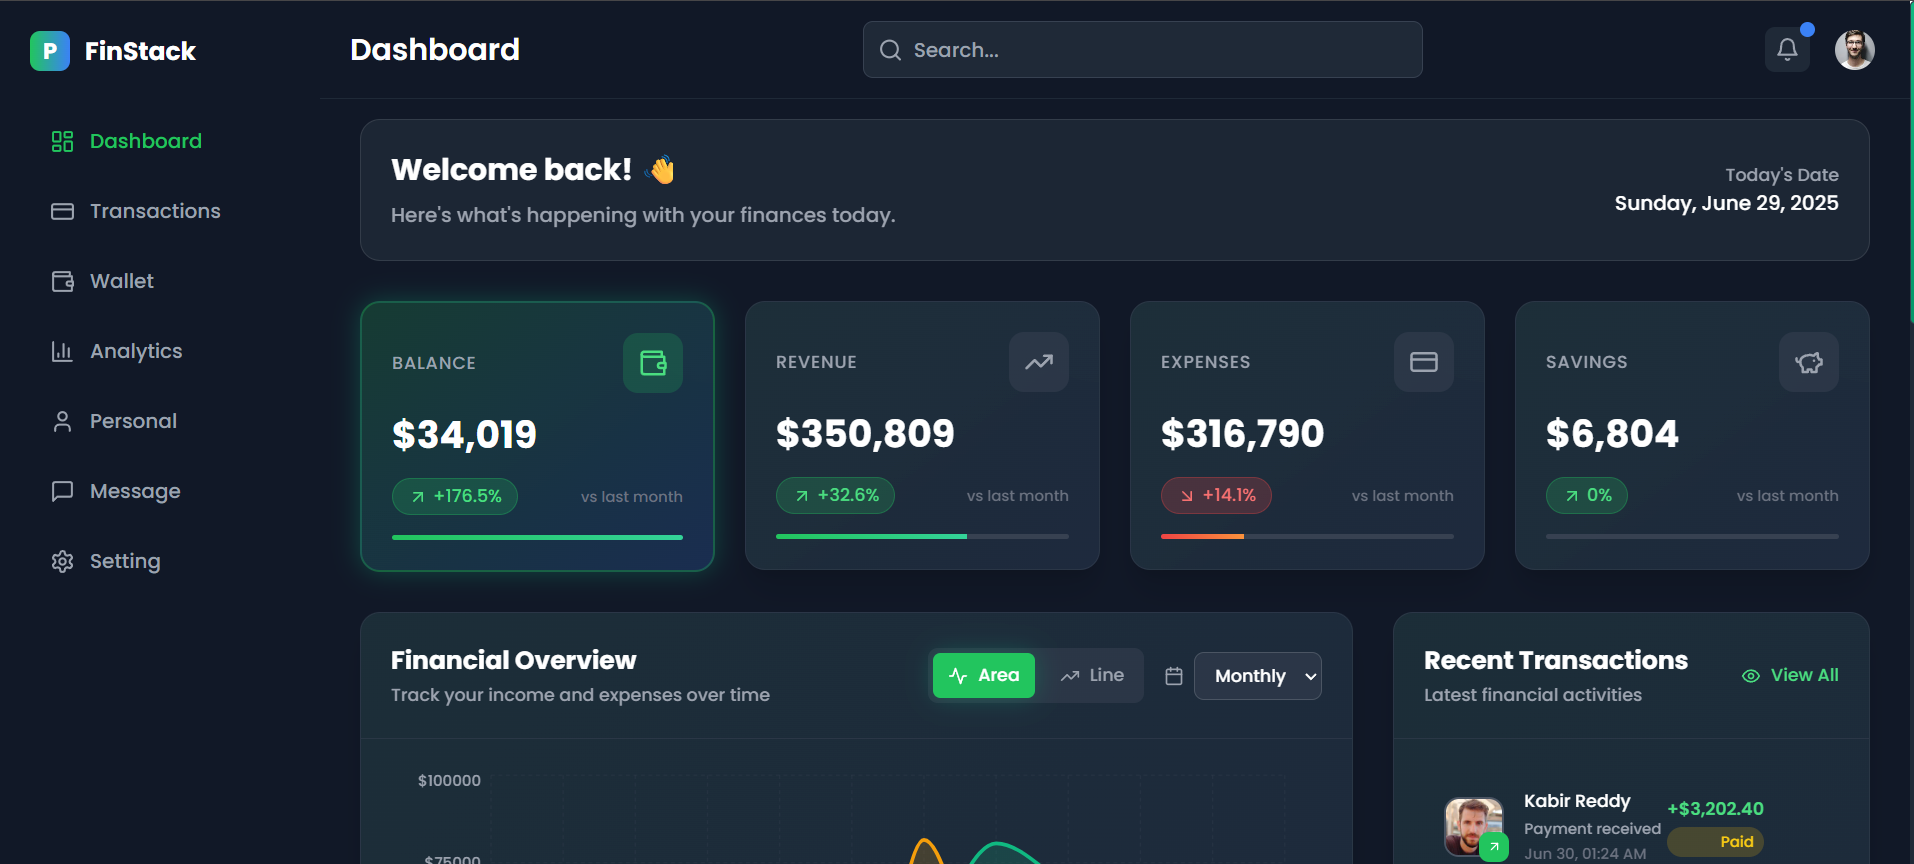 P FinStack
Dashboard
Search...
Dashboard
Transactions
Wallet
Analytics
Personal
Message
Setting
Welcome back! 👋
Here's what's happening with your finances today.
Today's Date
Sunday, June 29, 2025
BALANCE
$34,019
+176.5% vs last month
REVENUE
$350,809
+32.6% vs last month
EXPENSES
$316,790
+14.1% vs last month
SAVINGS
$6,804
0% vs last month
Financial Overview
Track your income and expenses over time
Area Line Monthly
$100000
$75000
Recent Transactions
Latest financial activities
View All
Kabir Reddy
Payment received
Jun 30, 01:24 AM
+$3,202.40
Paid